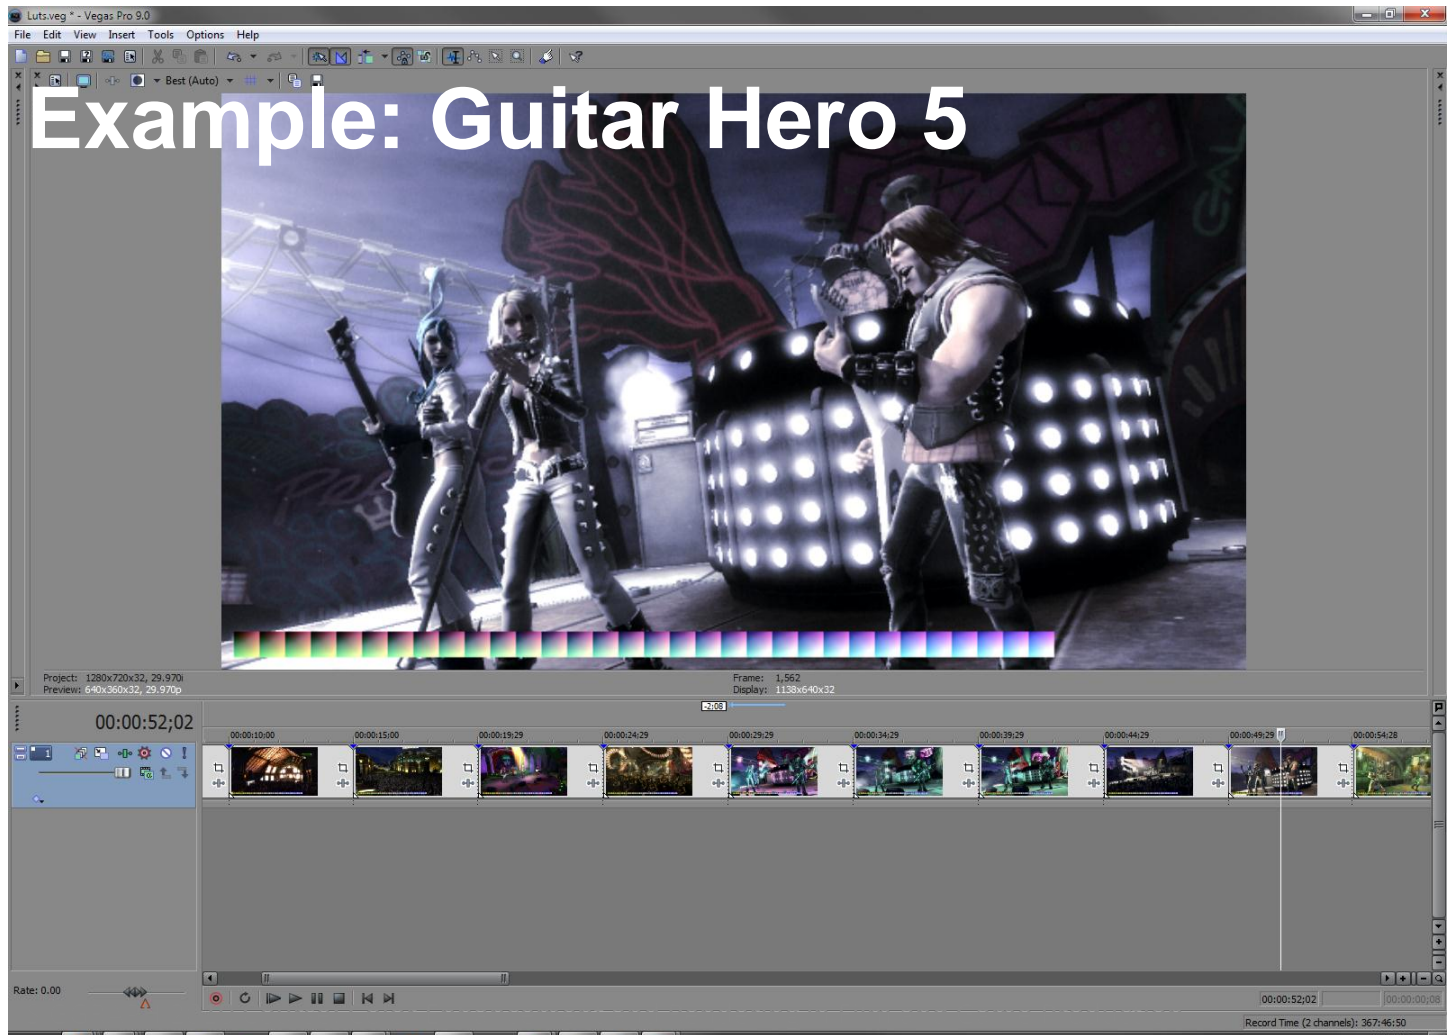 Luts.veg * - Vegas Pro 9.0
File Edit View Insert Tools Options Help
Best (Auto)
Example: Guitar Hero 5
Project: 1280x720x32, 29.970i
Preview: 640x360x32, 29.970p
Frame: 1,562
Display: 1138x640x32
-2:08
00:00:52;02
00:00:10;00 00:00:15;00 00:00:19;29 00:00:24;29 00:00:29;29 00:00:34;29 00:00:39;29 00:00:44;29 00:00:49;29 00:00:54;28
1
Rate: 0.00
00:00:52;02
00:00:00;08
Record Time (2 channels): 367:46:50